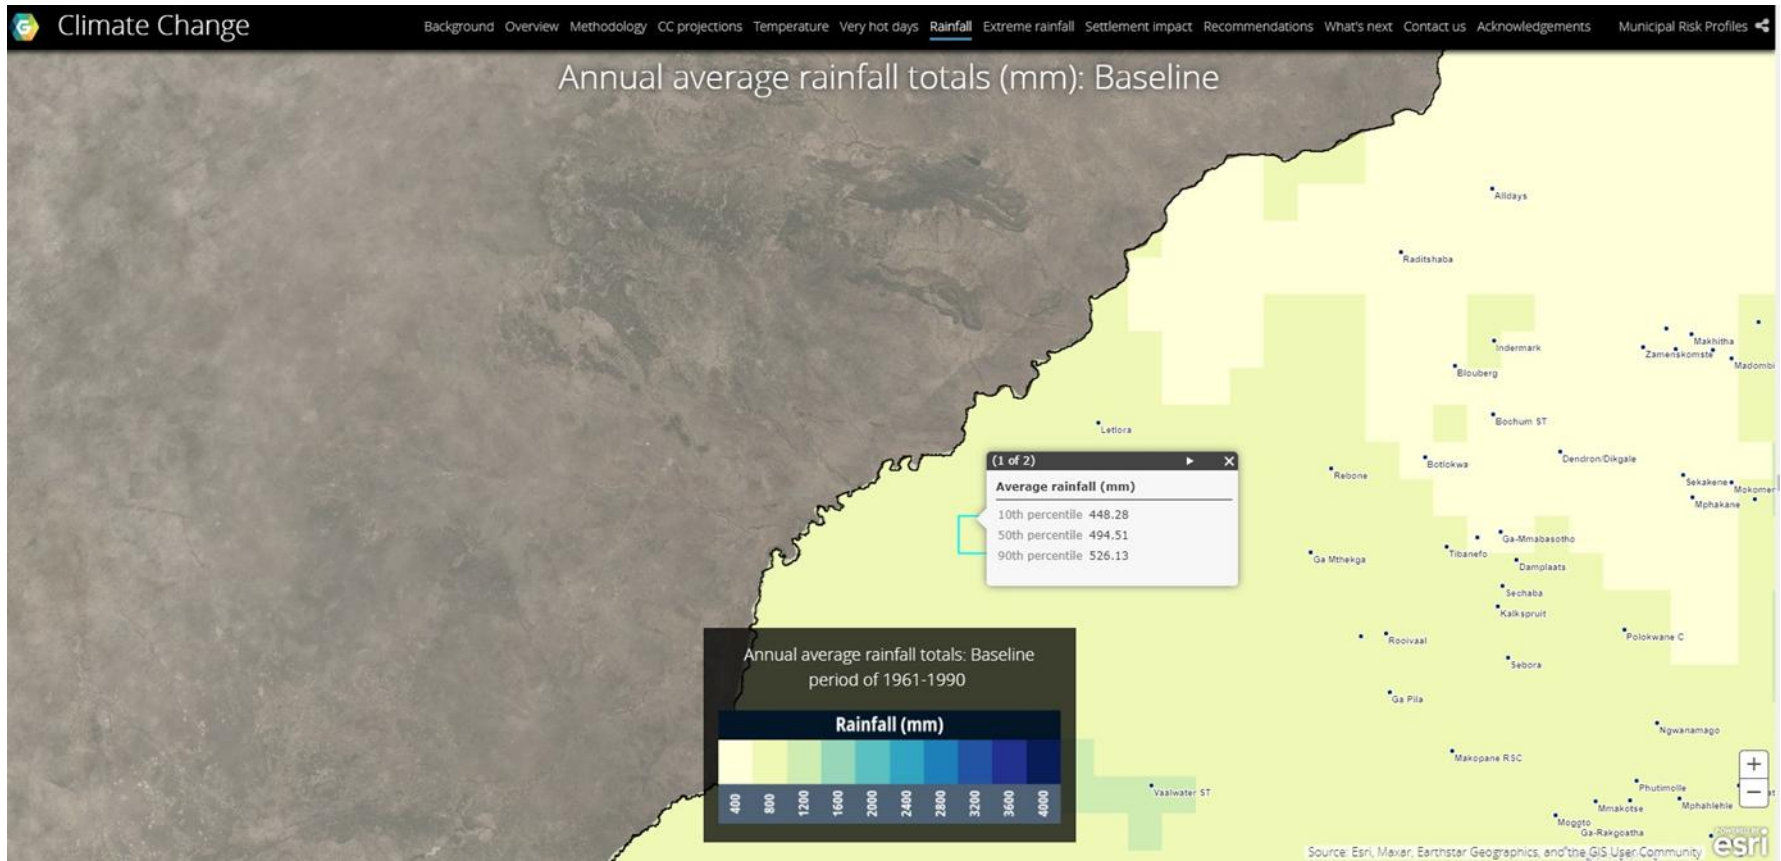 Climate Change
Background Overview Methodology CC projections Temperature Very hot days Rainfall Extreme rainfall Settlement impact Recommendations What's next Contact us Acknowledgements Municipal Risk Profiles
Annual average rainfall totals (mm): Baseline
Alldays
Raditshaba
Indermark
Makhitha
Zamenskomste
Madombi
Blouberg
Bochum ST
Letlora
Botlokwa
Dendron/Dikgale
Rebone
Sekakene
Mokomer
Mphakane
(1 of 2)
Average rainfall (mm)
10th percentile 448.28
50th percentile 494.51
90th percentile 526.13
Ga-Mmabasotho
Tibanefo
Ga Mthekga
Damplaats
Sechaba
Kalkspruit
Polokwane C
Rooivaal
Sebora
Ga Pila
Ngwanamago
Makopane RSC
Vaalwater ST
Phutimolle
Mmakotse
Mphahlehle
Mogoto
Ga-Rakgoatha
Annual average rainfall totals: Baseline
period of 1961-1990
Rainfall (mm)
400 800 1200 1600 2000 2400 2800 3200 3600 4000
+
−
Source: Esri, Maxar, Earthstar Geographics, and the GIS User Community
POWERED BY
esri